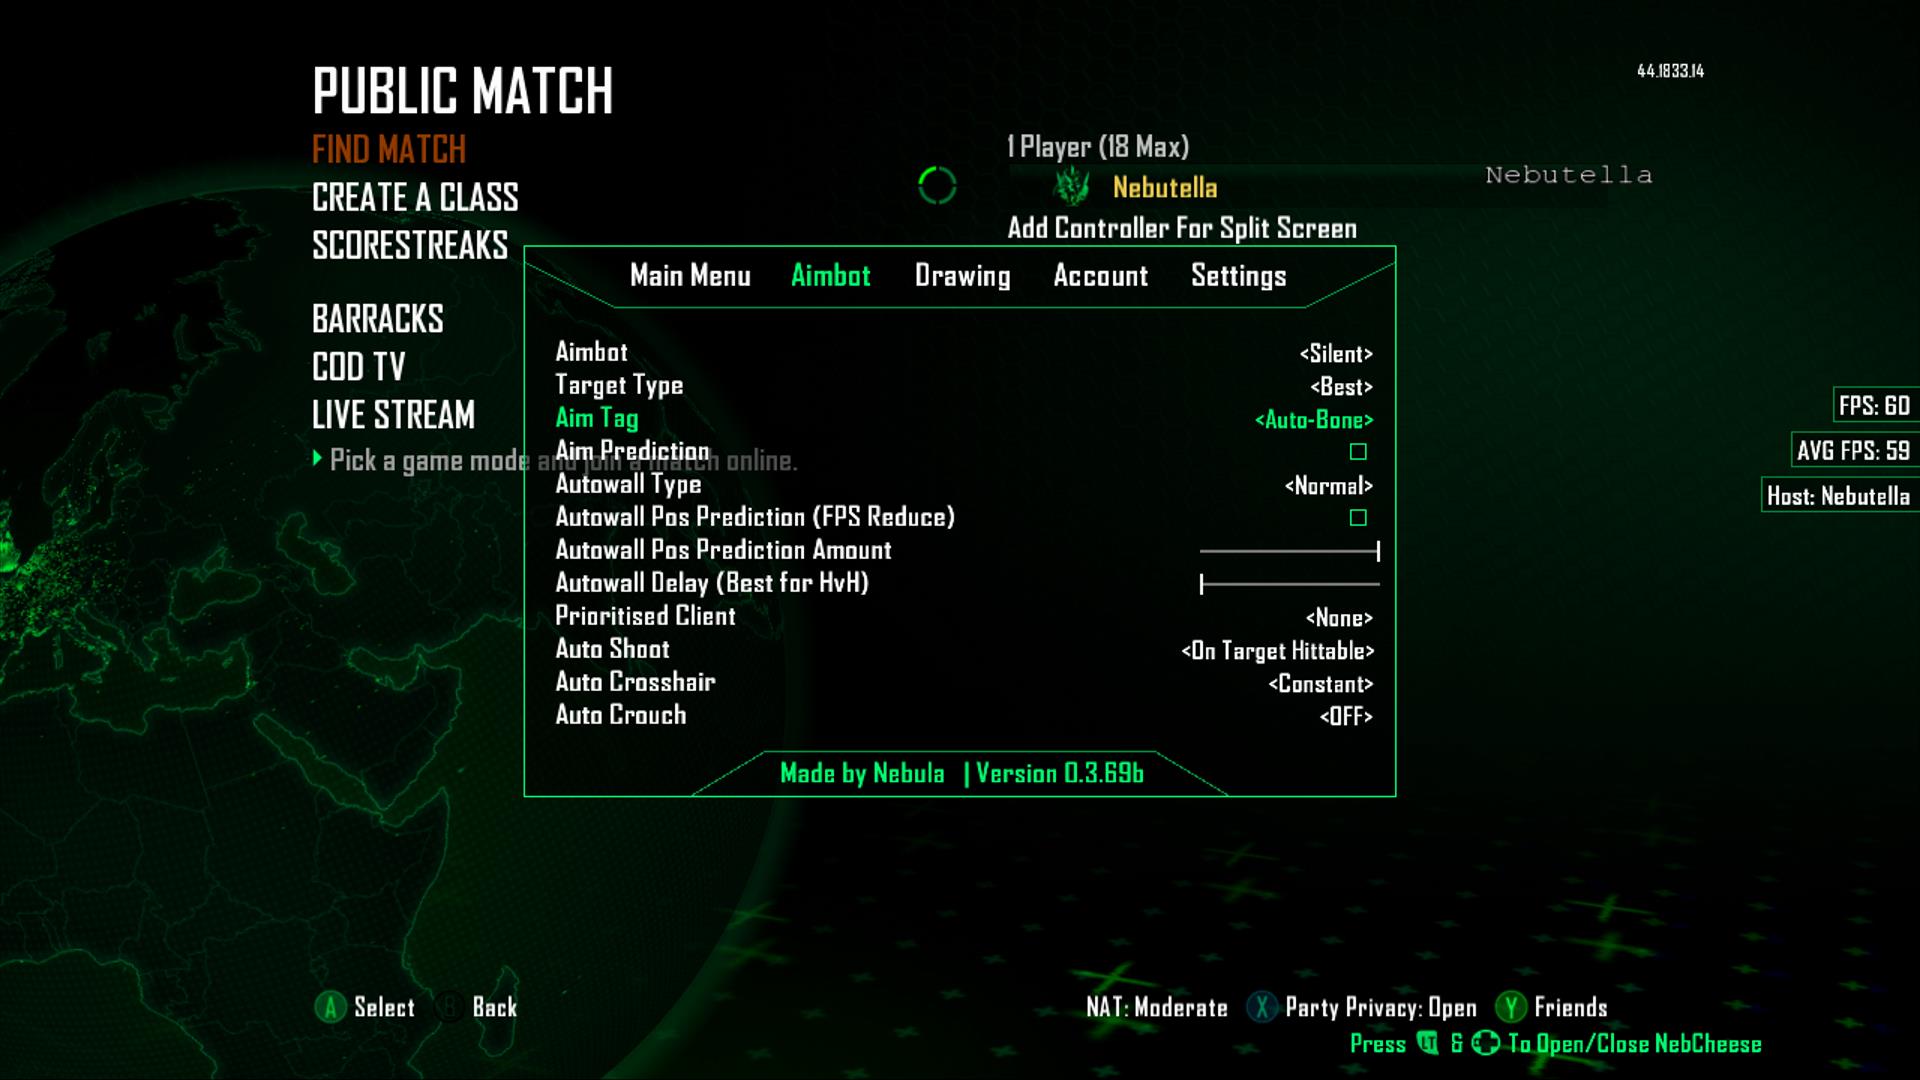 PUBLIC MATCH
44.1833.14
FIND MATCH
1 Player (18 Max)
CREATE A CLASS
Nebutella
Nebutella
Add Controller For Split Screen
SCORESTREAKS
Main Menu Aimbot Drawing Account Settings
BARRACKS
COD TV
LIVE STREAM
Pick a game mode and join a match online.
Aimbot <Silent>
Target Type <Best>
Aim Tag <Auto-Bone>
Aim Prediction
Autowall Type <Normal>
Autowall Pos Prediction (FPS Reduce)
Autowall Pos Prediction Amount
Autowall Delay (Best for HvH)
Prioritised Client <None>
Auto Shoot <On Target Hittable>
Auto Crosshair <Constant>
Auto Crouch <OFF>
Made by Nebula | Version 0.3.69b
FPS: 60
AVG FPS: 59
Host: Nebutella
A Select B Back
NAT: Moderate X Party Privacy: Open Y Friends
Press LT & To Open/Close NebCheese